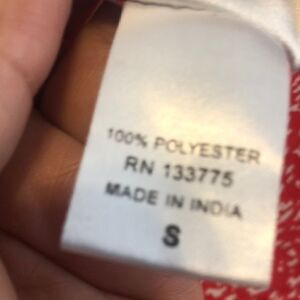 100% POLYESTER
RN 133775
MADE IN INDIA
S